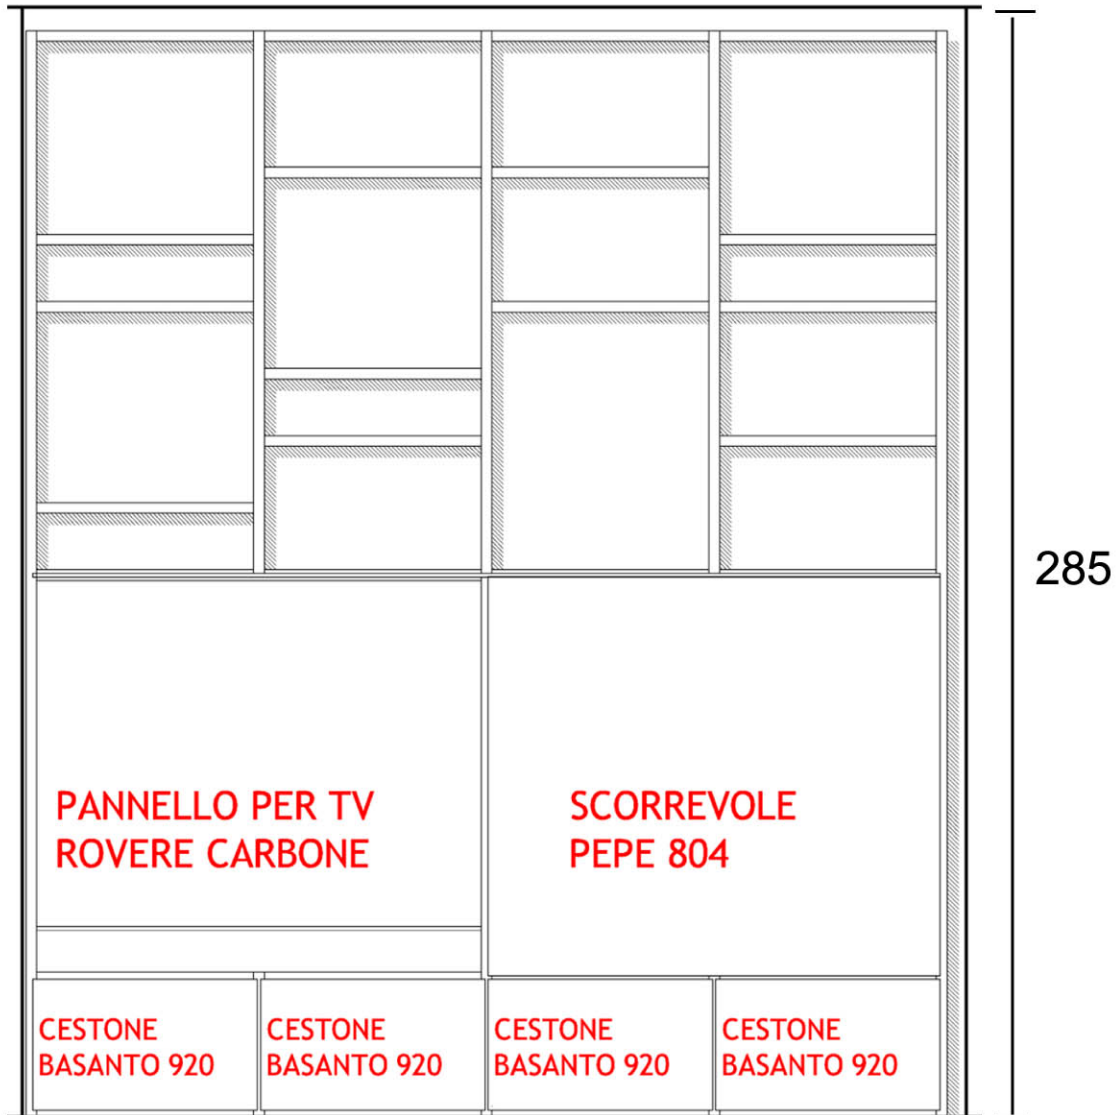 285
PANNELLO PER TV
ROVERE CARBONE
SCORREVOLE
PEPE 804
CESTONE
BASANTO 920
CESTONE
BASANTO 920
CESTONE
BASANTO 920
CESTONE
BASANTO 920